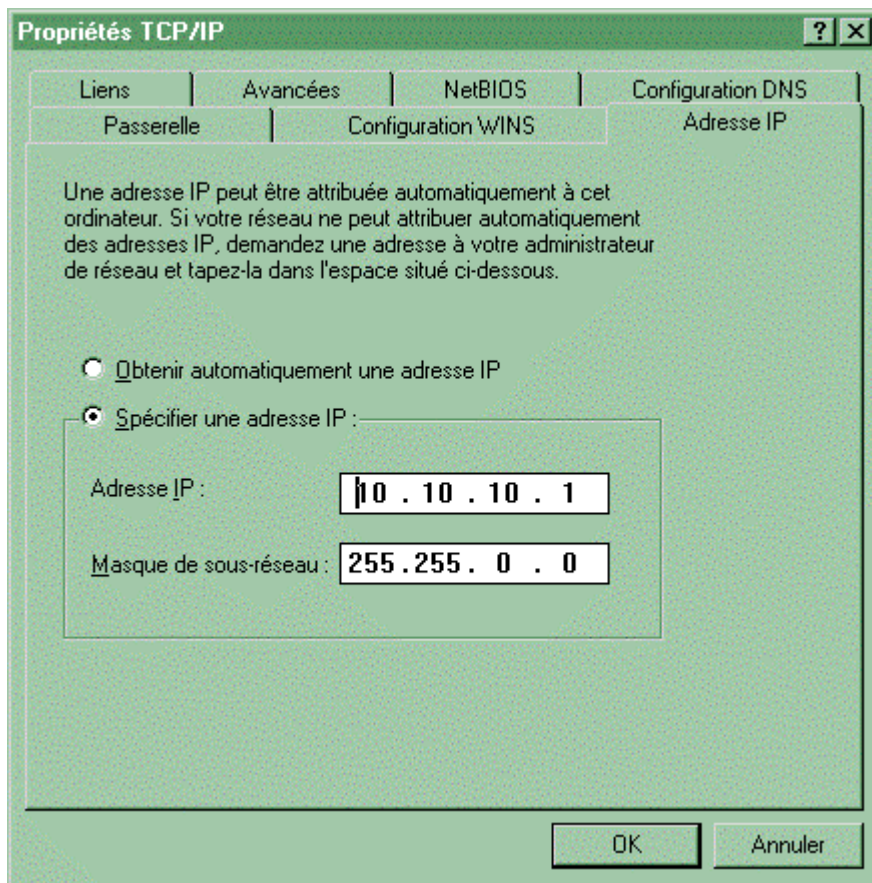 Propriétés TCP/IP
Liens Avancées NetBIOS Configuration DNS
Passerelle Configuration WINS Adresse IP
Une adresse IP peut être attribuée automatiquement à cet
ordinateur. Si votre réseau ne peut attribuer automatiquement
des adresses IP, demandez une adresse à votre administrateur
de réseau et tapez-la dans l'espace situé ci-dessous.
Obtenir automatiquement une adresse IP
Spécifier une adresse IP :
Adresse IP : 10 . 10 . 10 . 1
Masque de sous-réseau : 255.255. 0 . 0
OK Annuler